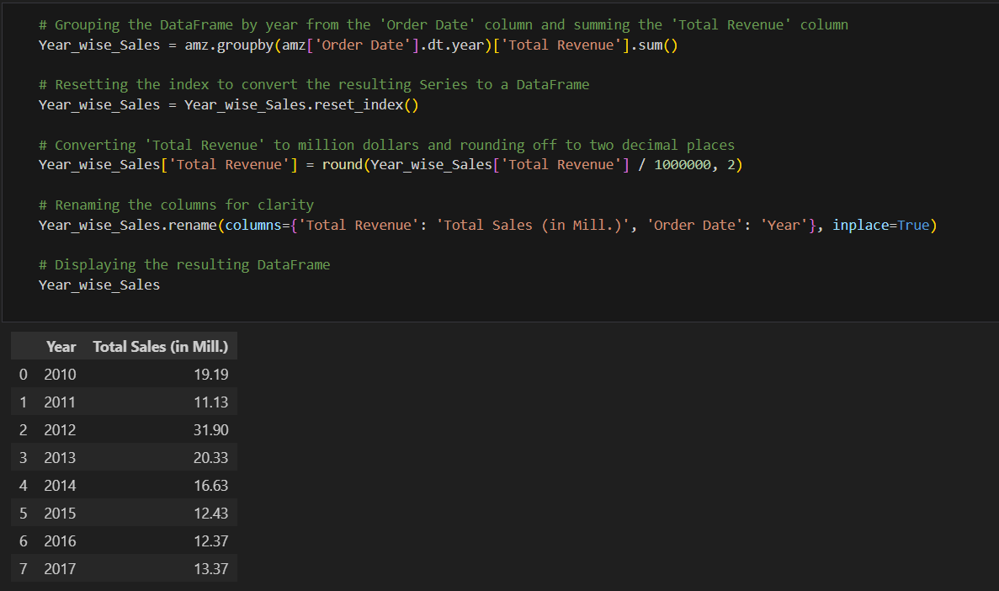 # Grouping the DataFrame by year from the 'Order Date' column and summing the 'Total Revenue' column
Year_wise_Sales = amz.groupby(amz['Order Date'].dt.year)['Total Revenue'].sum()
# Resetting the index to convert the resulting Series to a DataFrame
Year_wise_Sales = Year_wise_Sales.reset_index()
# Converting 'Total Revenue' to million dollars and rounding off to two decimal places
Year_wise_Sales['Total Revenue'] = round(Year_wise_Sales['Total Revenue'] / 1000000, 2)
# Renaming the columns for clarity
Year_wise_Sales.rename(columns={'Total Revenue': 'Total Sales (in Mill.)', 'Order Date': 'Year'}, inplace=True)
# Displaying the resulting DataFrame
Year_wise_Sales
Year Total Sales (in Mill.)
0 2010 19.19
1 2011 11.13
2 2012 31.90
3 2013 20.33
4 2014 16.63
5 2015 12.43
6 2016 12.37
7 2017 13.37